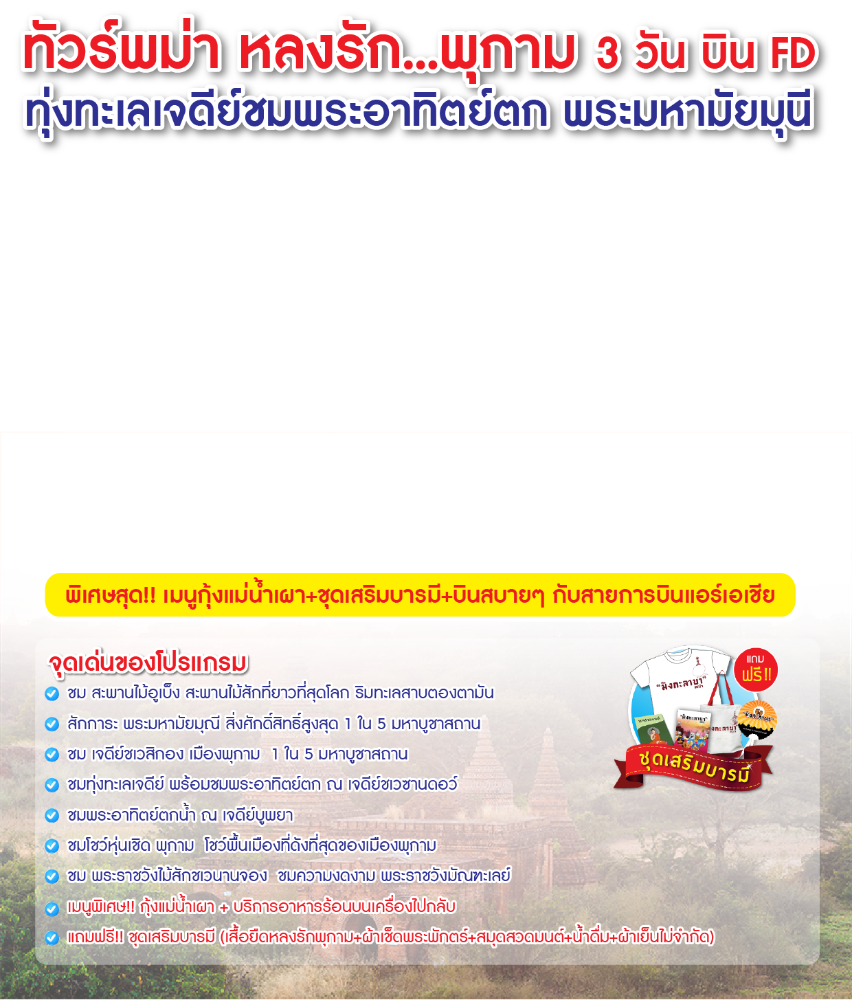 ทัวร์พม่า หลงรัก...พุกาม 3 วัน บิน FD
ทุ่งทะเลเจดีย์ชมพระอาทิตย์ตก พระมหามัยมุนี
พิเศษสุด!! เมนูกุ้งแม่น้ำเผา+ชุดเสริมบารมี+บินสบายๆ กับสายการบินแอร์เอเชีย
จุดเด่นของโปรแกรม
แถม
ฟรี!!
"มิงกะลาบา"
ชุดเสริมบารมี
ชม สะพานไม้อูเบ็ง สะพานไม้สักที่ยาวที่สุดโลก ริมทะเลสาบตองตามัน
สักการะ พระมหามัยมุณี สิ่งศักดิ์สิทธิ์สูงสุด 1 ใน 5 มหาบูชาสถาน
ชม เจดีย์ชเวสิกอง เมืองพุกาม 1 ใน 5 มหาบูชาสถาน
ชมทุ่งทะเลเจดีย์ พร้อมชมพระอาทิตย์ตก ณ เจดีย์ชเวซานดอว์
ชมพระอาทิตย์ตกน้ำ ณ เจดีย์บูพยา
ชมโชว์หุ่นเชิด พุกาม โชว์พื้นเมืองที่ดังที่สุดของเมืองพุกาม
ชม พระราชวังไม้สักชเวนานจอง ชมความงดงาม พระราชวังมัณฑะเลย์
เมนูพิเศษ!! กุ้งแม่น้ำเผา + บริการอาหารร้อนบนเครื่องไปกลับ
แถมฟรี!! ชุดเสริมบารมี (เสื้อยืดหลงรักพุกาม+ผ้าเช็ดพระพักตร์+สมุดสวดมนต์+น้ำดื่ม+ผ้าเย็นไม่จำกัด)